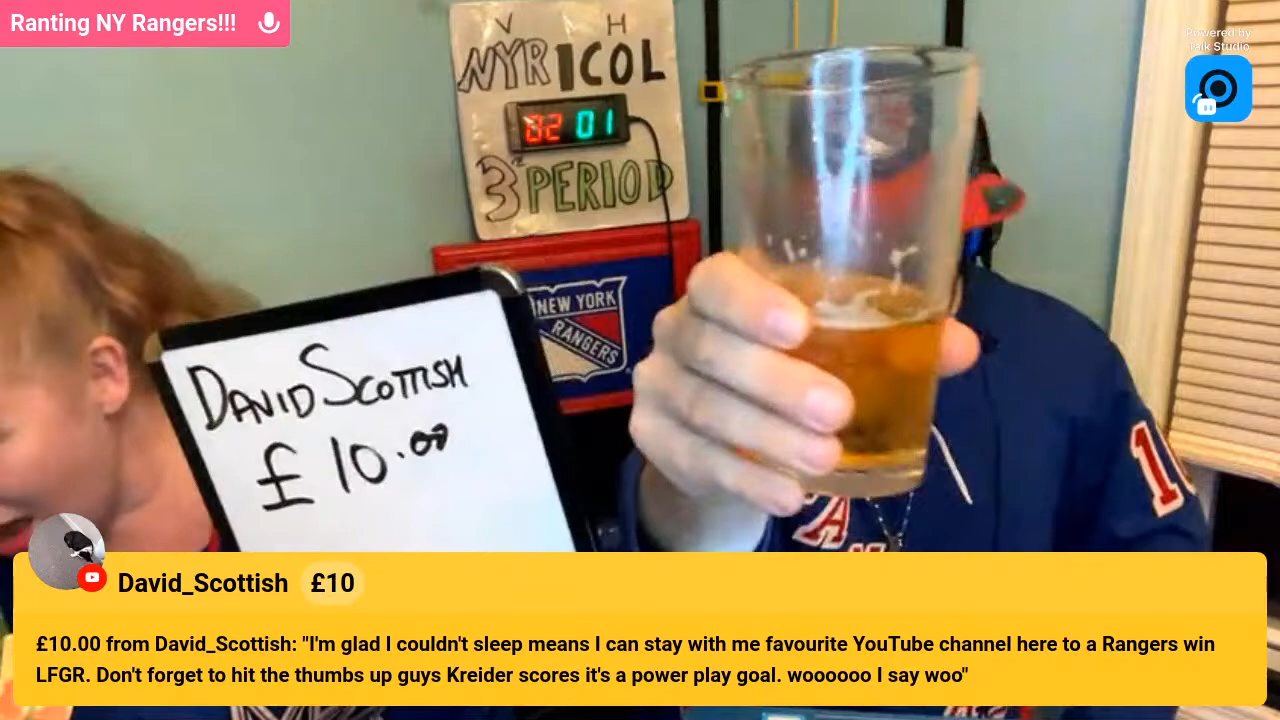 Ranting NY Rangers!!!
Powered by
Talk Studio
V H
NYR COL
02 01
3RD PERIOD
NEW YORK
RANGERS
DAVID SCOTTISH
£10.00
David_Scottish £10
£10.00 from David_Scottish: "I'm glad I couldn't sleep means I can stay with me favourite YouTube channel here to a Rangers win
LFGR. Don't forget to hit the thumbs up guys Kreider scores it's a power play goal. woooooo I say woo"